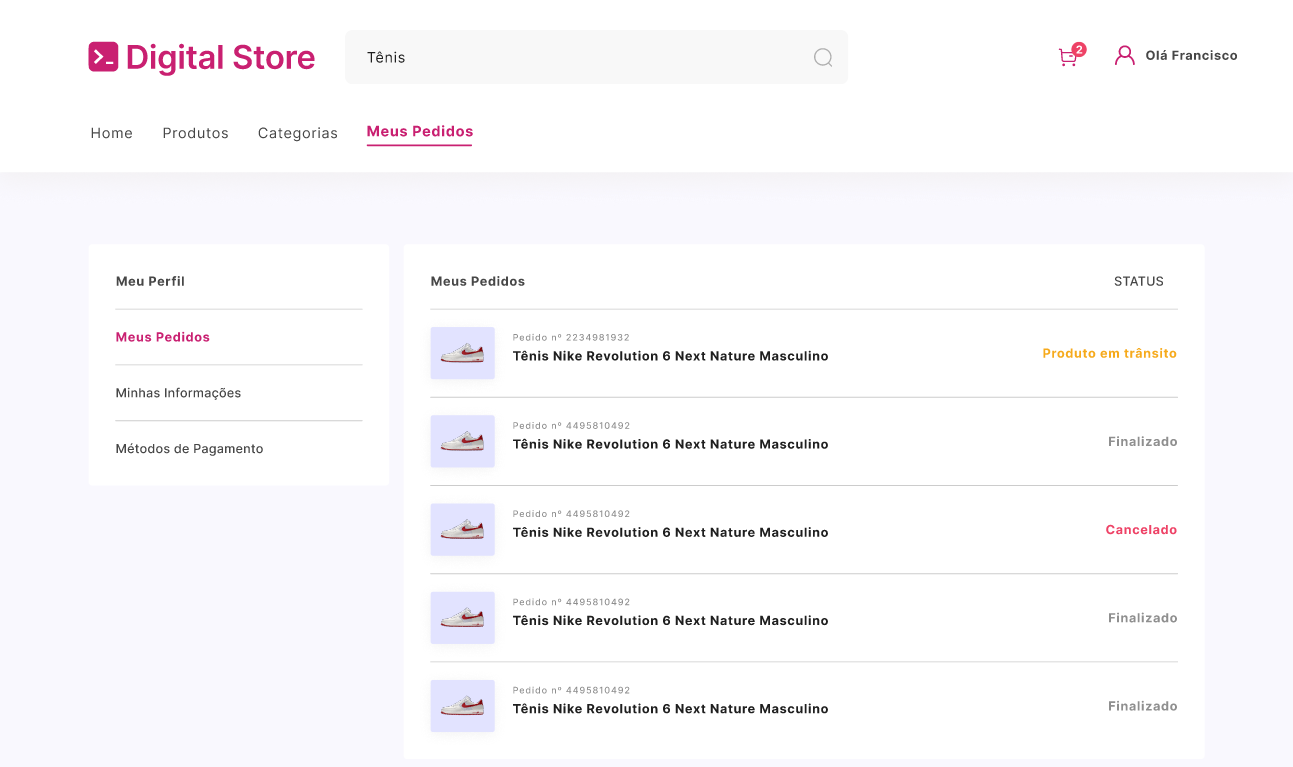 Digital Store
Tênis
2
Olá Francisco
Home
Produtos
Categorias
Meus Pedidos
Meu Perfil
Meus Pedidos
Minhas Informações
Métodos de Pagamento
Meus Pedidos
STATUS
Pedido nº 2234981932
Tênis Nike Revolution 6 Next Nature Masculino
Produto em trânsito
Pedido nº 4495810492
Tênis Nike Revolution 6 Next Nature Masculino
Finalizado
Pedido nº 4495810492
Tênis Nike Revolution 6 Next Nature Masculino
Cancelado
Pedido nº 4495810492
Tênis Nike Revolution 6 Next Nature Masculino
Finalizado
Pedido nº 4495810492
Tênis Nike Revolution 6 Next Nature Masculino
Finalizado